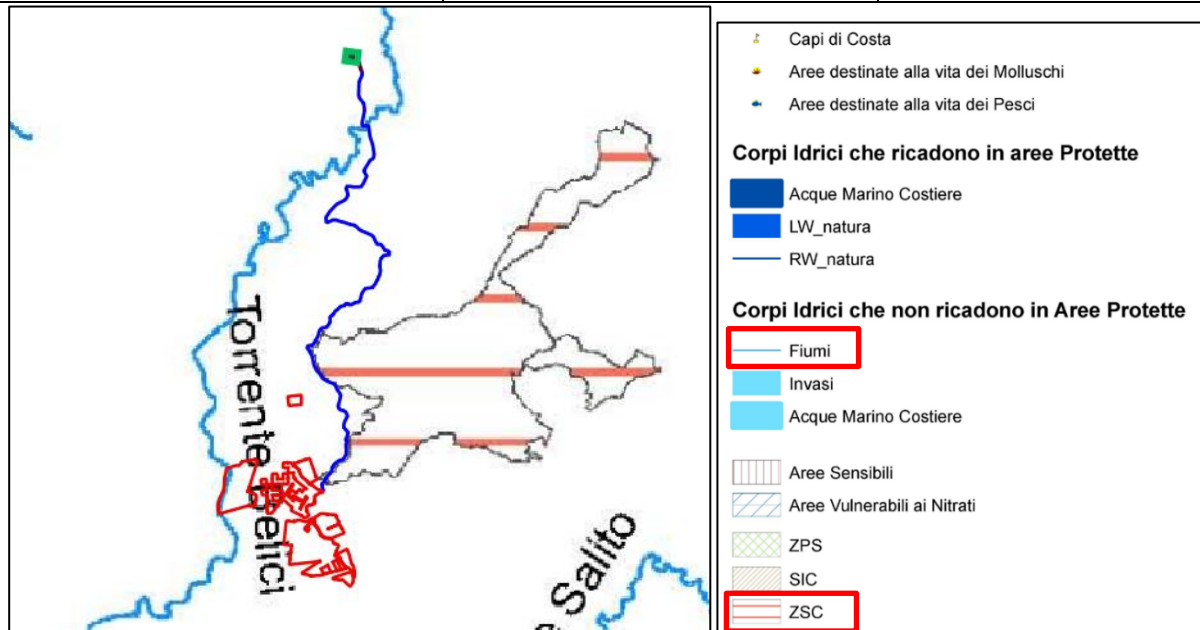 Torrente Belici
Salito
Capi di Costa
Aree destinate alla vita dei Molluschi
Aree destinate alla vita dei Pesci
Corpi Idrici che ricadono in aree Protette
Acque Marino Costiere
LW_natura
RW_natura
Corpi Idrici che non ricadono in Aree Protette
Fiumi
Invasi
Acque Marino Costiere
Aree Sensibili
Aree Vulnerabili ai Nitrati
ZPS
SIC
ZSC